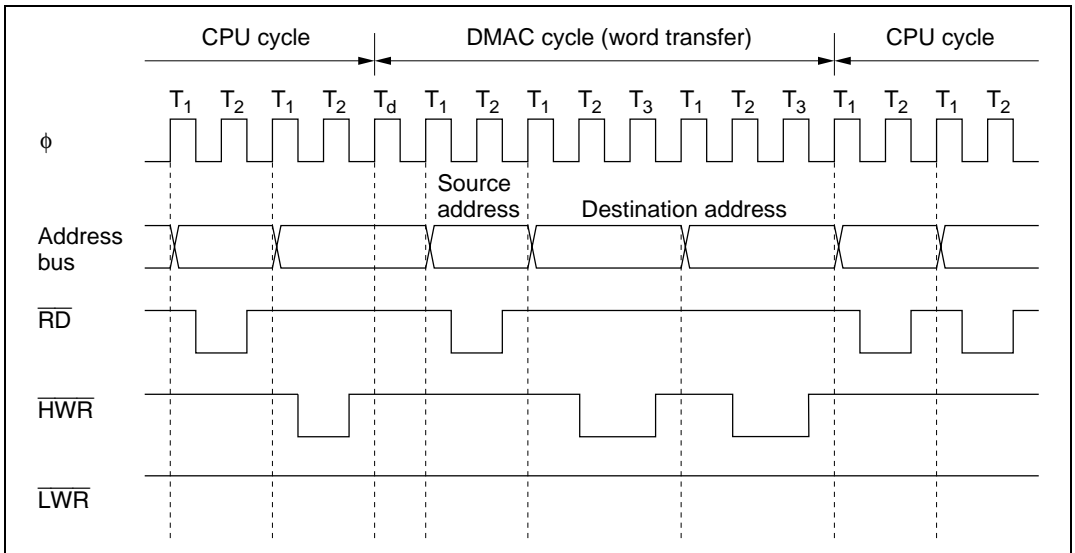 CPU cycle DMAC cycle (word transfer) CPU cycle
T1 T2 T1 T2 Td T1 T2 T1 T2 T3 T1 T2 T3 T1 T2 T1 T2
φ
Source
address Destination address
Address
bus
RD
HWR
LWR